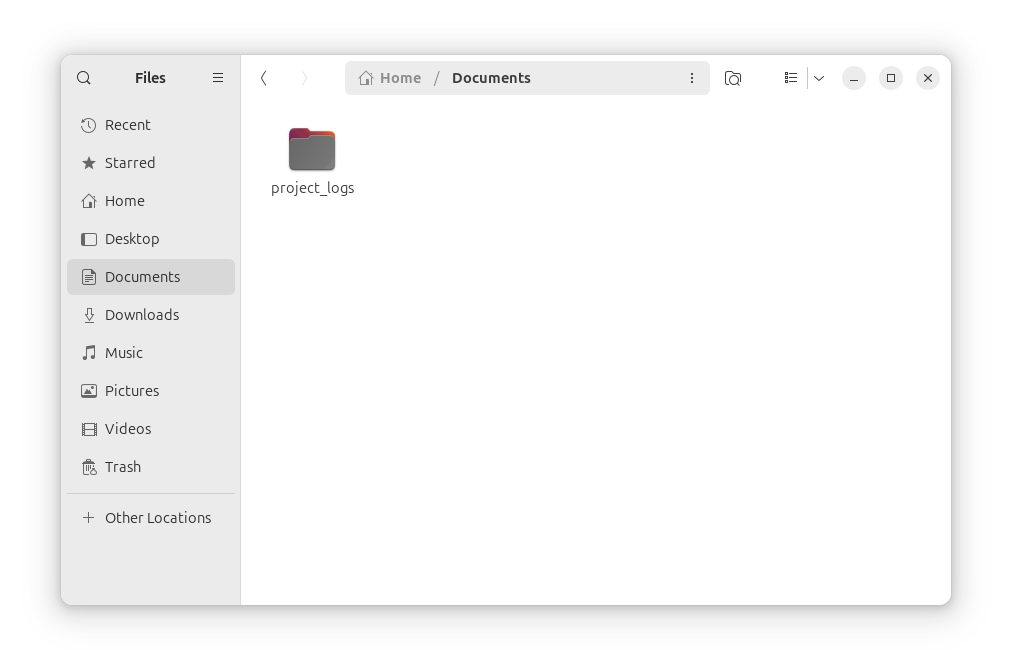 Files
Home / Documents
Recent
Starred
Home
Desktop
Documents
Downloads
Music
Pictures
Videos
Trash
Other Locations
project_logs